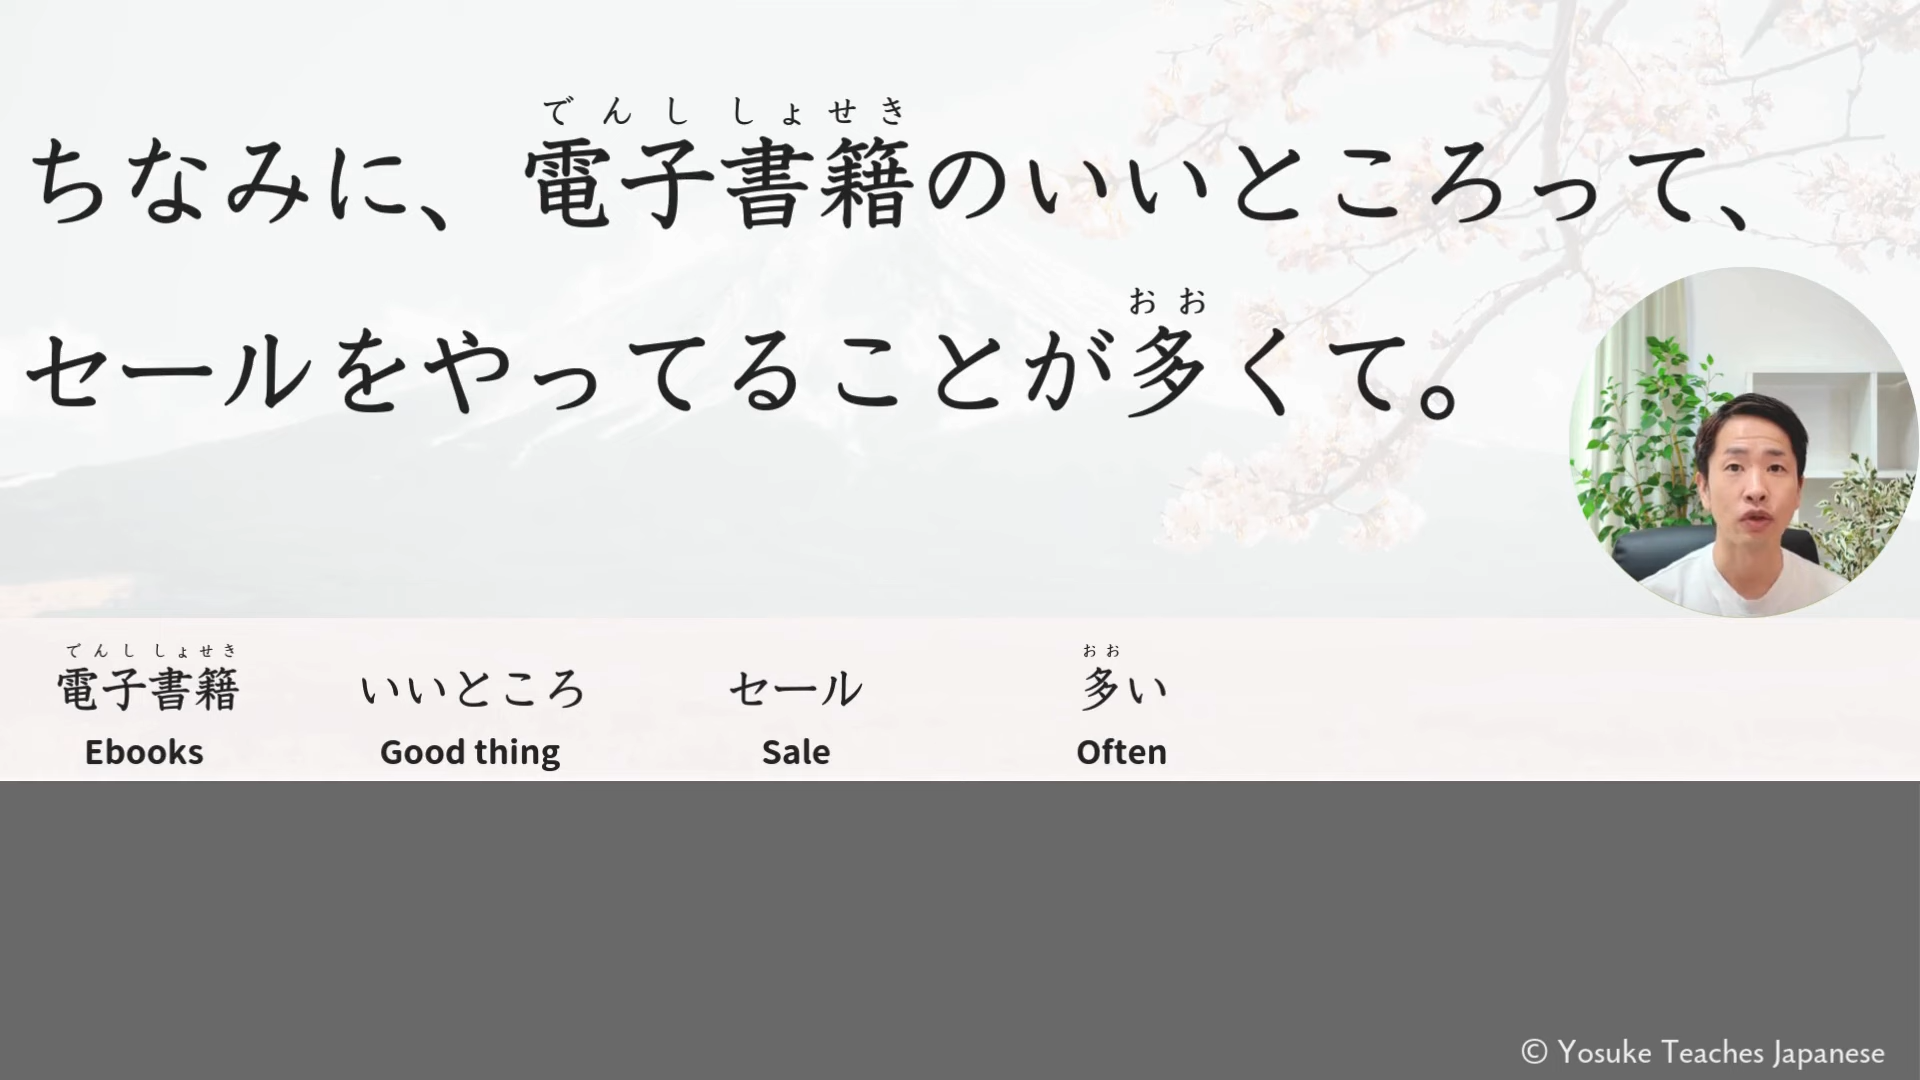 でんし しょせき
ちなみに、電子書籍のいいところって、
おお
セールをやってることが多くて。
でんし しょせき
電子書籍 いいところ セール おお 多い
Ebooks Good thing Sale Often
© Yosuke Teaches Japanese